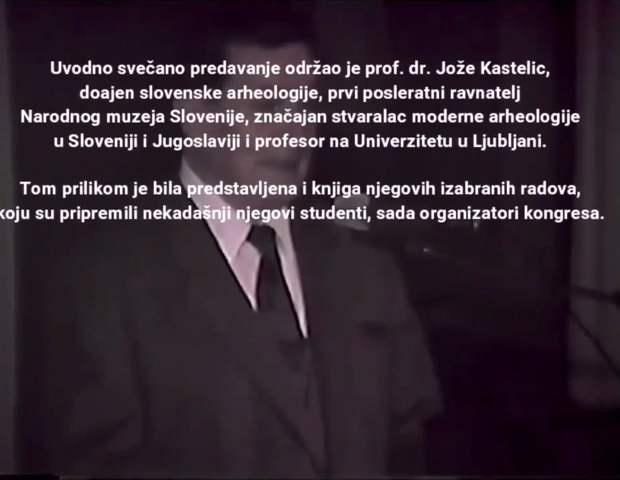 Uvodno svečano predavanje održao je prof. dr. Jože Kastelic,
doajen slovenske arheologije, prvi posleratni ravnatelj
Narodnog muzeja Slovenije, značajan stvaralac moderne arheologije
u Sloveniji i Jugoslaviji i profesor na Univerzitetu u Ljubljani.
Tom prilikom je bila predstavljena i knjiga njegovih izabranih radova,
koju su pripremili nekadašnji njegovi studenti, sada organizatori kongresa.